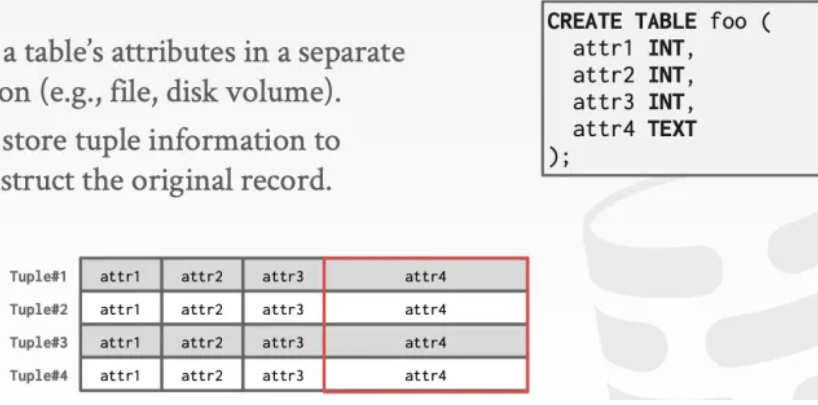 a table's attributes in a separate
on (e.g., file, disk volume).
store tuple information to
struct the original record.
CREATE TABLE foo (
attr1 INT,
attr2 INT,
attr3 INT,
attr4 TEXT
);
Tuple#1 attr1 attr2 attr3 attr4
Tuple#2 attr1 attr2 attr3 attr4
Tuple#3 attr1 attr2 attr3 attr4
Tuple#4 attr1 attr2 attr3 attr4